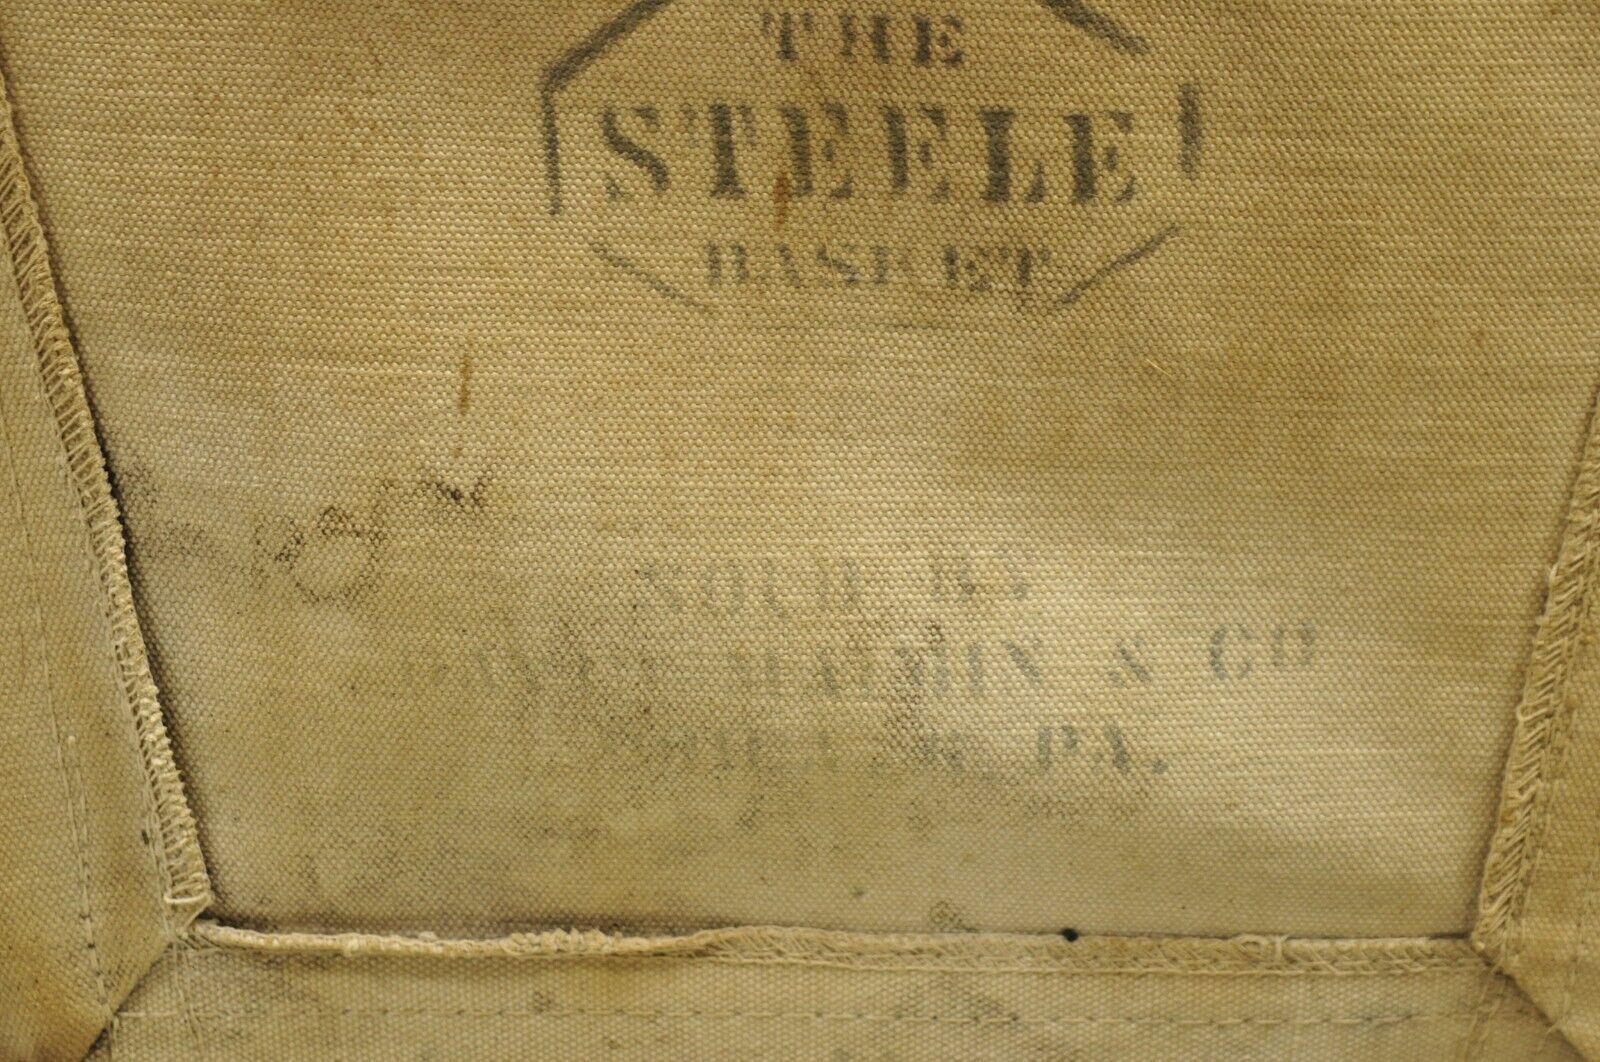 THE
STEELE
BASKET
SOLD BY
& CO
PA.